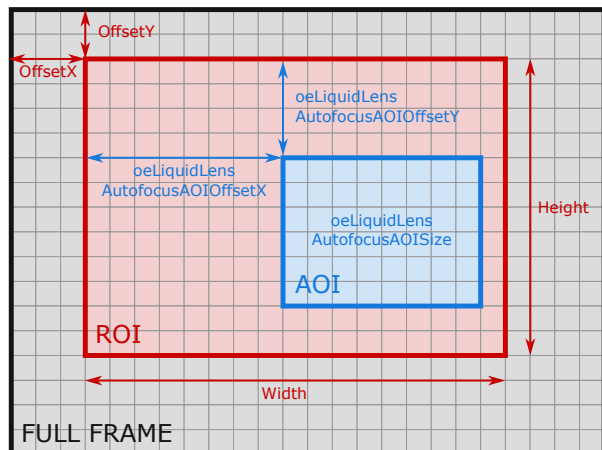 OffsetY
OffsetX
oeLiquidLens
AutofocusAOIOffsetY
oeLiquidLens
AutofocusAOIOffsetX
Height
oeLiquidLens
AutofocusAOISize
AOI
ROI
Width
FULL FRAME